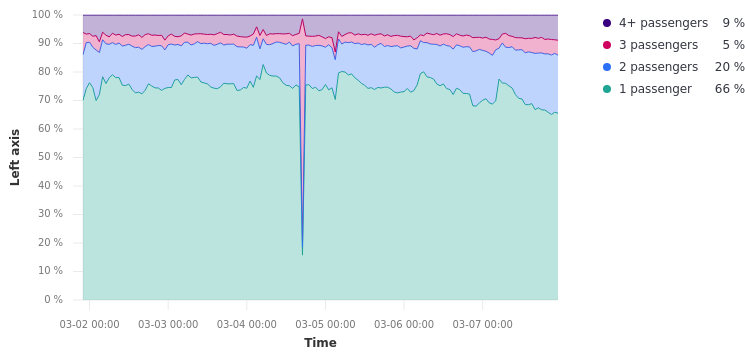 100 %
90 %
80 %
70 %
60 %
50 %
40 %
30 %
20 %
10 %
0 %
Left axis
03-02 00:00 03-03 00:00 03-04 00:00 03-05 00:00 03-06 00:00 03-07 00:00
Time
4+ passengers 9 %
3 passengers 5 %
2 passengers 20 %
1 passenger 66 %